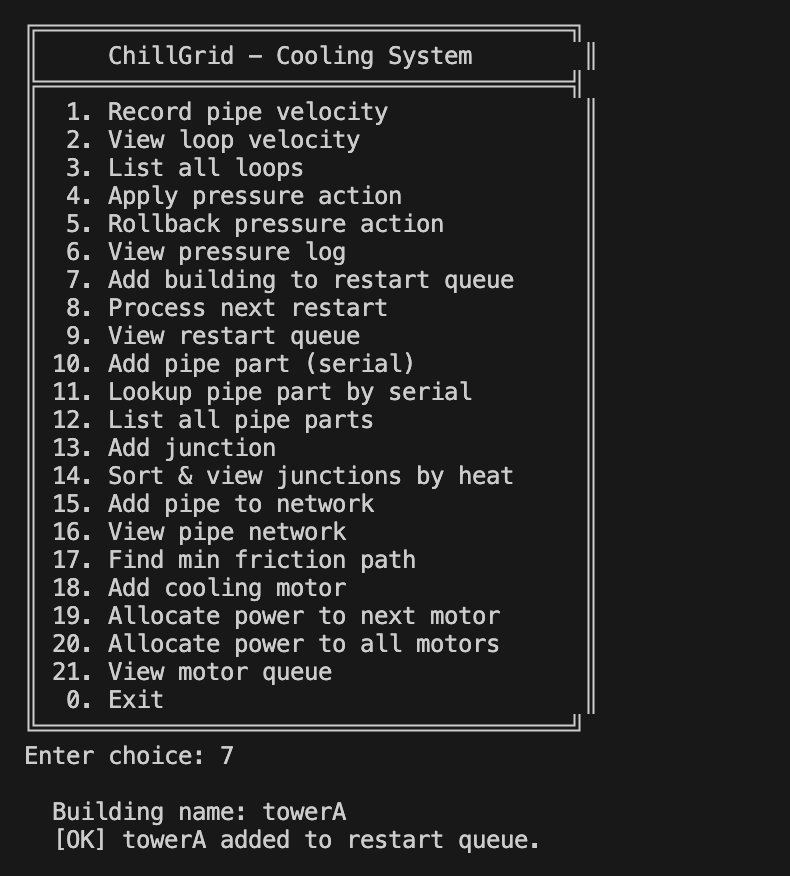 ChillGrid – Cooling System
1. Record pipe velocity
2. View loop velocity
3. List all loops
4. Apply pressure action
5. Rollback pressure action
6. View pressure log
7. Add building to restart queue
8. Process next restart
9. View restart queue
10. Add pipe part (serial)
11. Lookup pipe part by serial
12. List all pipe parts
13. Add junction
14. Sort & view junctions by heat
15. Add pipe to network
16. View pipe network
17. Find min friction path
18. Add cooling motor
19. Allocate power to next motor
20. Allocate power to all motors
21. View motor queue
0. Exit
Enter choice: 7
Building name: towerA
[OK] towerA added to restart queue.